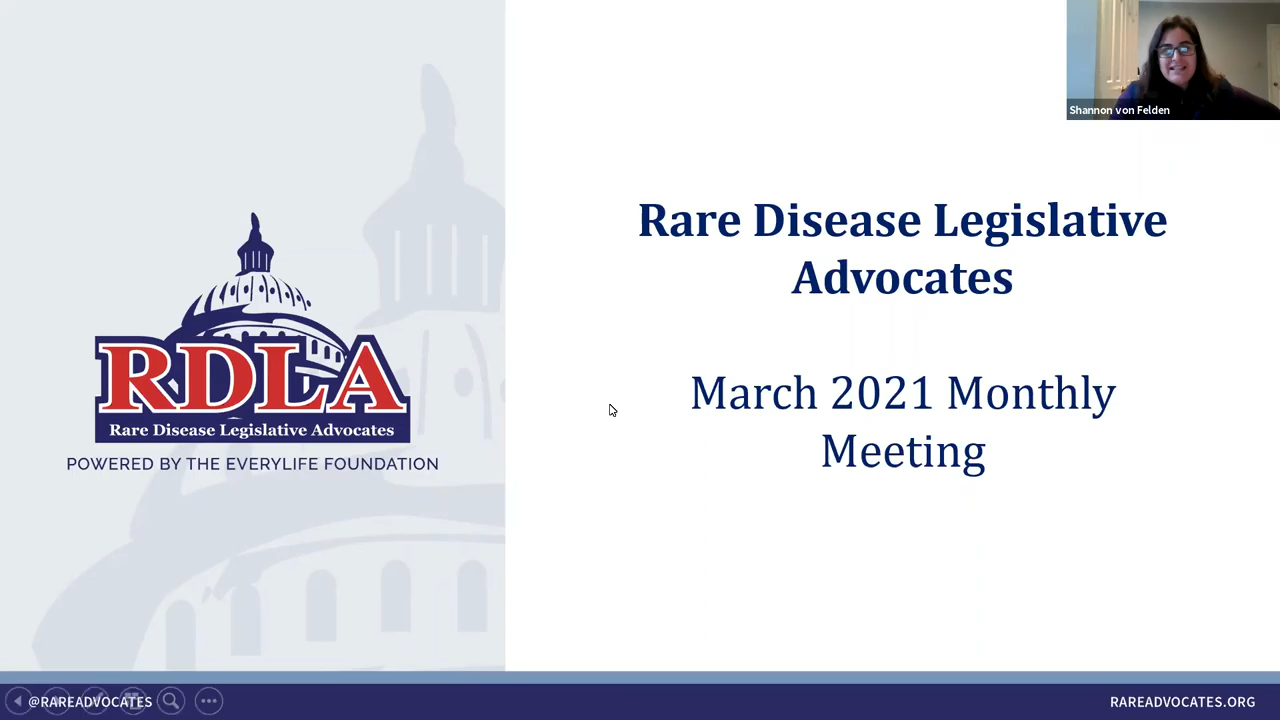 Shannon von Felden
Rare Disease Legislative
Advocates
March 2021 Monthly
Meeting
RDLA
Rare Disease Legislative Advocates
POWERED BY THE EVERYLIFE FOUNDATION
@RAREADVOCATES
RAREADVOCATES.ORG